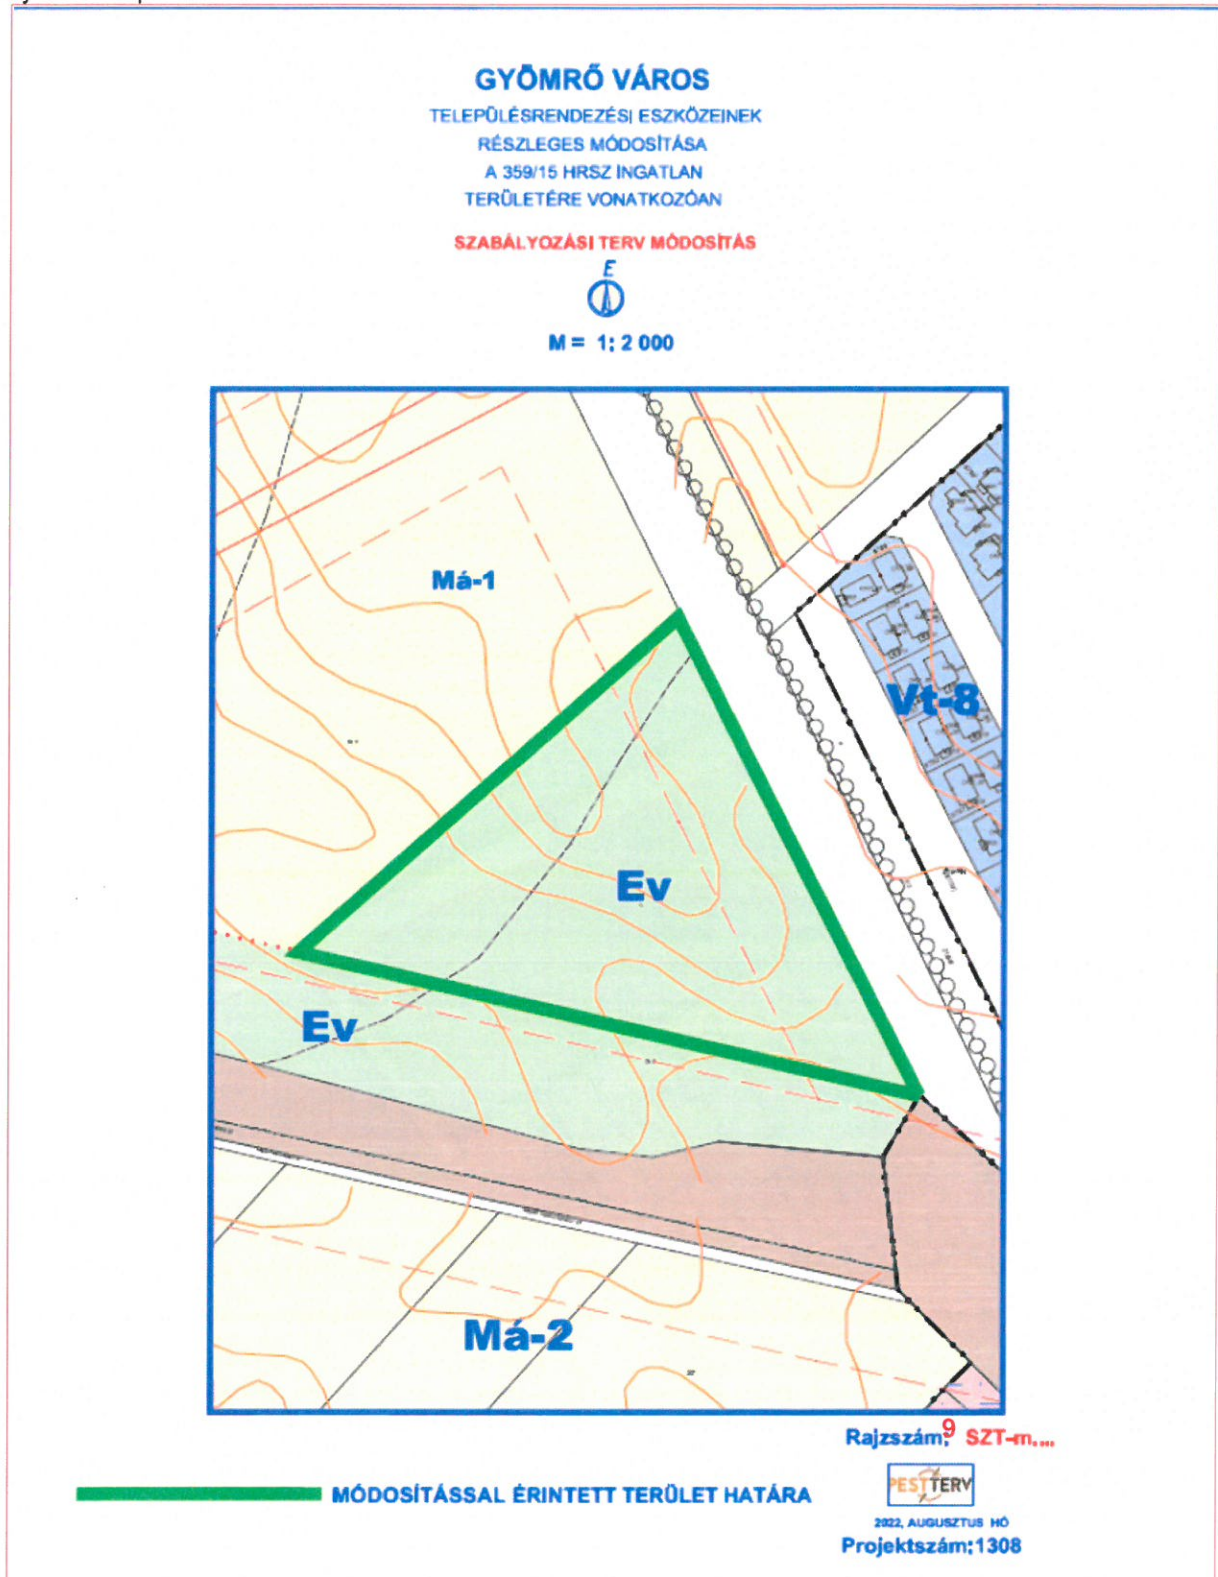 GYÖMRŐ VÁROS
TELEPÜLÉSRENDEZÉSI ESZKÖZEINEK
RÉSZLEGES MÓDOSÍTÁSA
A 359/15 HRSZ INGATLAN
TERÜLETÉRE VONATKOZÓAN
SZABÁLYOZÁSI TERV MÓDOSÍTÁS
É
M = 1: 2 000
Má-1
Vt-8
Ev
Ev
Má-2
Rajzszám: 9 SZT-m....
MÓDOSÍTÁSSAL ÉRINTETT TERÜLET HATÁRA
PESTTERV
2022, AUGUSZTUS HÓ
Projektszám:1308